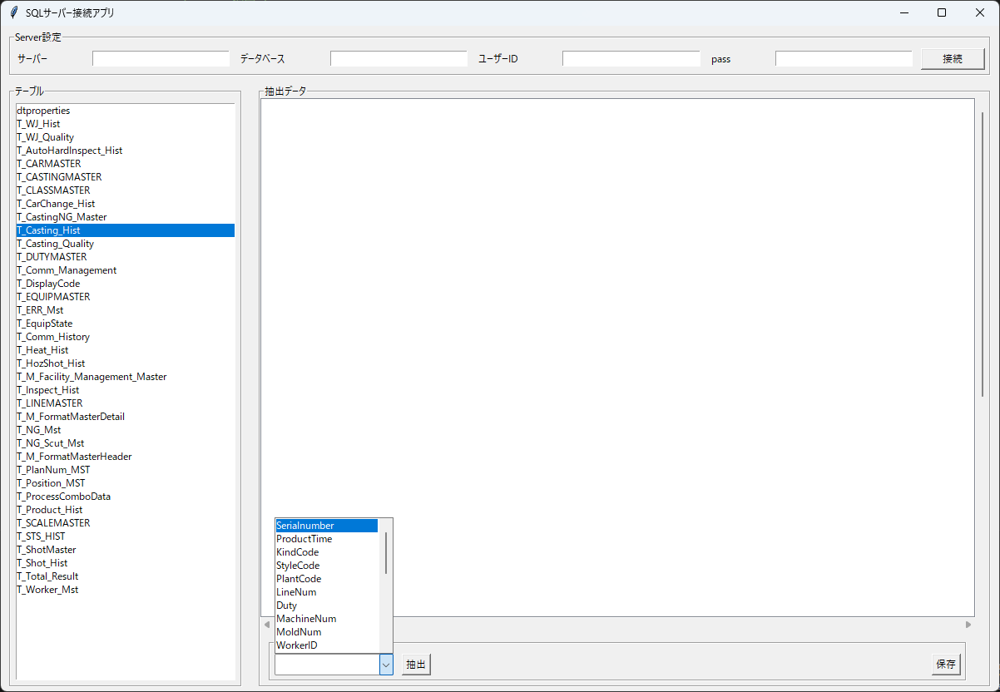 SQLサーバー接続アプリ
Server設定
サーバー
データベース
ユーザーID
pass
接続
テーブル
dtproperties
T_WJ_Hist
T_WJ_Quality
T_AutoHardInspect_Hist
T_CARMASTER
T_CASTINGMASTER
T_CLASSMASTER
T_CarChange_Hist
T_CastingNG_Master
T_Casting_Hist
T_Casting_Quality
T_DUTYMASTER
T_Comm_Management
T_DisplayCode
T_EQUIPMASTER
T_ERR_Mst
T_EquipState
T_Comm_History
T_Heat_Hist
T_HozShot_Hist
T_M_Facility_Management_Master
T_Inspect_Hist
T_LINEMASTER
T_M_FormatMasterDetail
T_NG_Mst
T_NG_Scut_Mst
T_M_FormatMasterHeader
T_PlanNum_MST
T_Position_MST
T_ProcessComboData
T_Product_Hist
T_SCALEMASTER
T_STS_HIST
T_ShotMaster
T_Shot_Hist
T_Total_Result
T_Worker_Mst
抽出データ
Serialnumber
ProductTime
KindCode
StyleCode
PlantCode
LineNum
Duty
MachineNum
MoldNum
WorkerID
抽出
保存